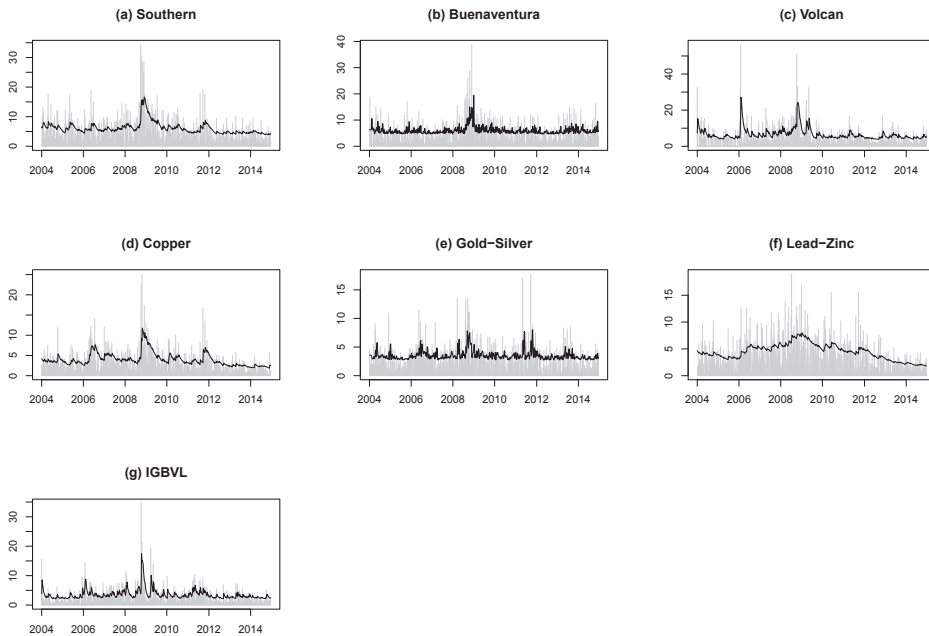 (a) Southern
(b) Buenaventura
(c) Volcan
0 10 20 30
0 10 20 30 40
0 20 40
2004 2006 2008 2010 2012 2014
2004 2006 2008 2010 2012 2014
2004 2006 2008 2010 2012 2014
(d) Copper
(e) Gold−Silver
(f) Lead−Zinc
0 5 10 20
0 5 10 15
0 5 10 15
2004 2006 2008 2010 2012 2014
2004 2006 2008 2010 2012 2014
2004 2006 2008 2010 2012 2014
(g) IGBVL
0 10 20 30
2004 2006 2008 2010 2012 2014